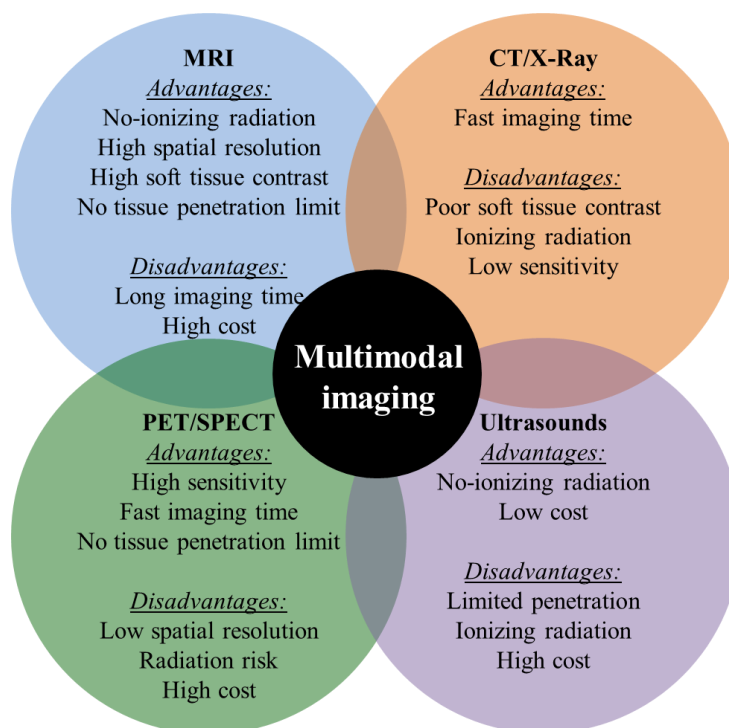 MRI
Advantages:
No-ionizing radiation
High spatial resolution
High soft tissue contrast
No tissue penetration limit
Disadvantages:
Long imaging time
High cost
CT/X-Ray
Advantages:
Fast imaging time
Disadvantages:
Poor soft tissue contrast
Ionizing radiation
Low sensitivity
Multimodal
imaging
PET/SPECT
Advantages:
High sensitivity
Fast imaging time
No tissue penetration limit
Disadvantages:
Low spatial resolution
Radiation risk
High cost
Ultrasounds
Advantages:
No-ionizing radiation
Low cost
Disadvantages:
Limited penetration
Ionizing radiation
High cost